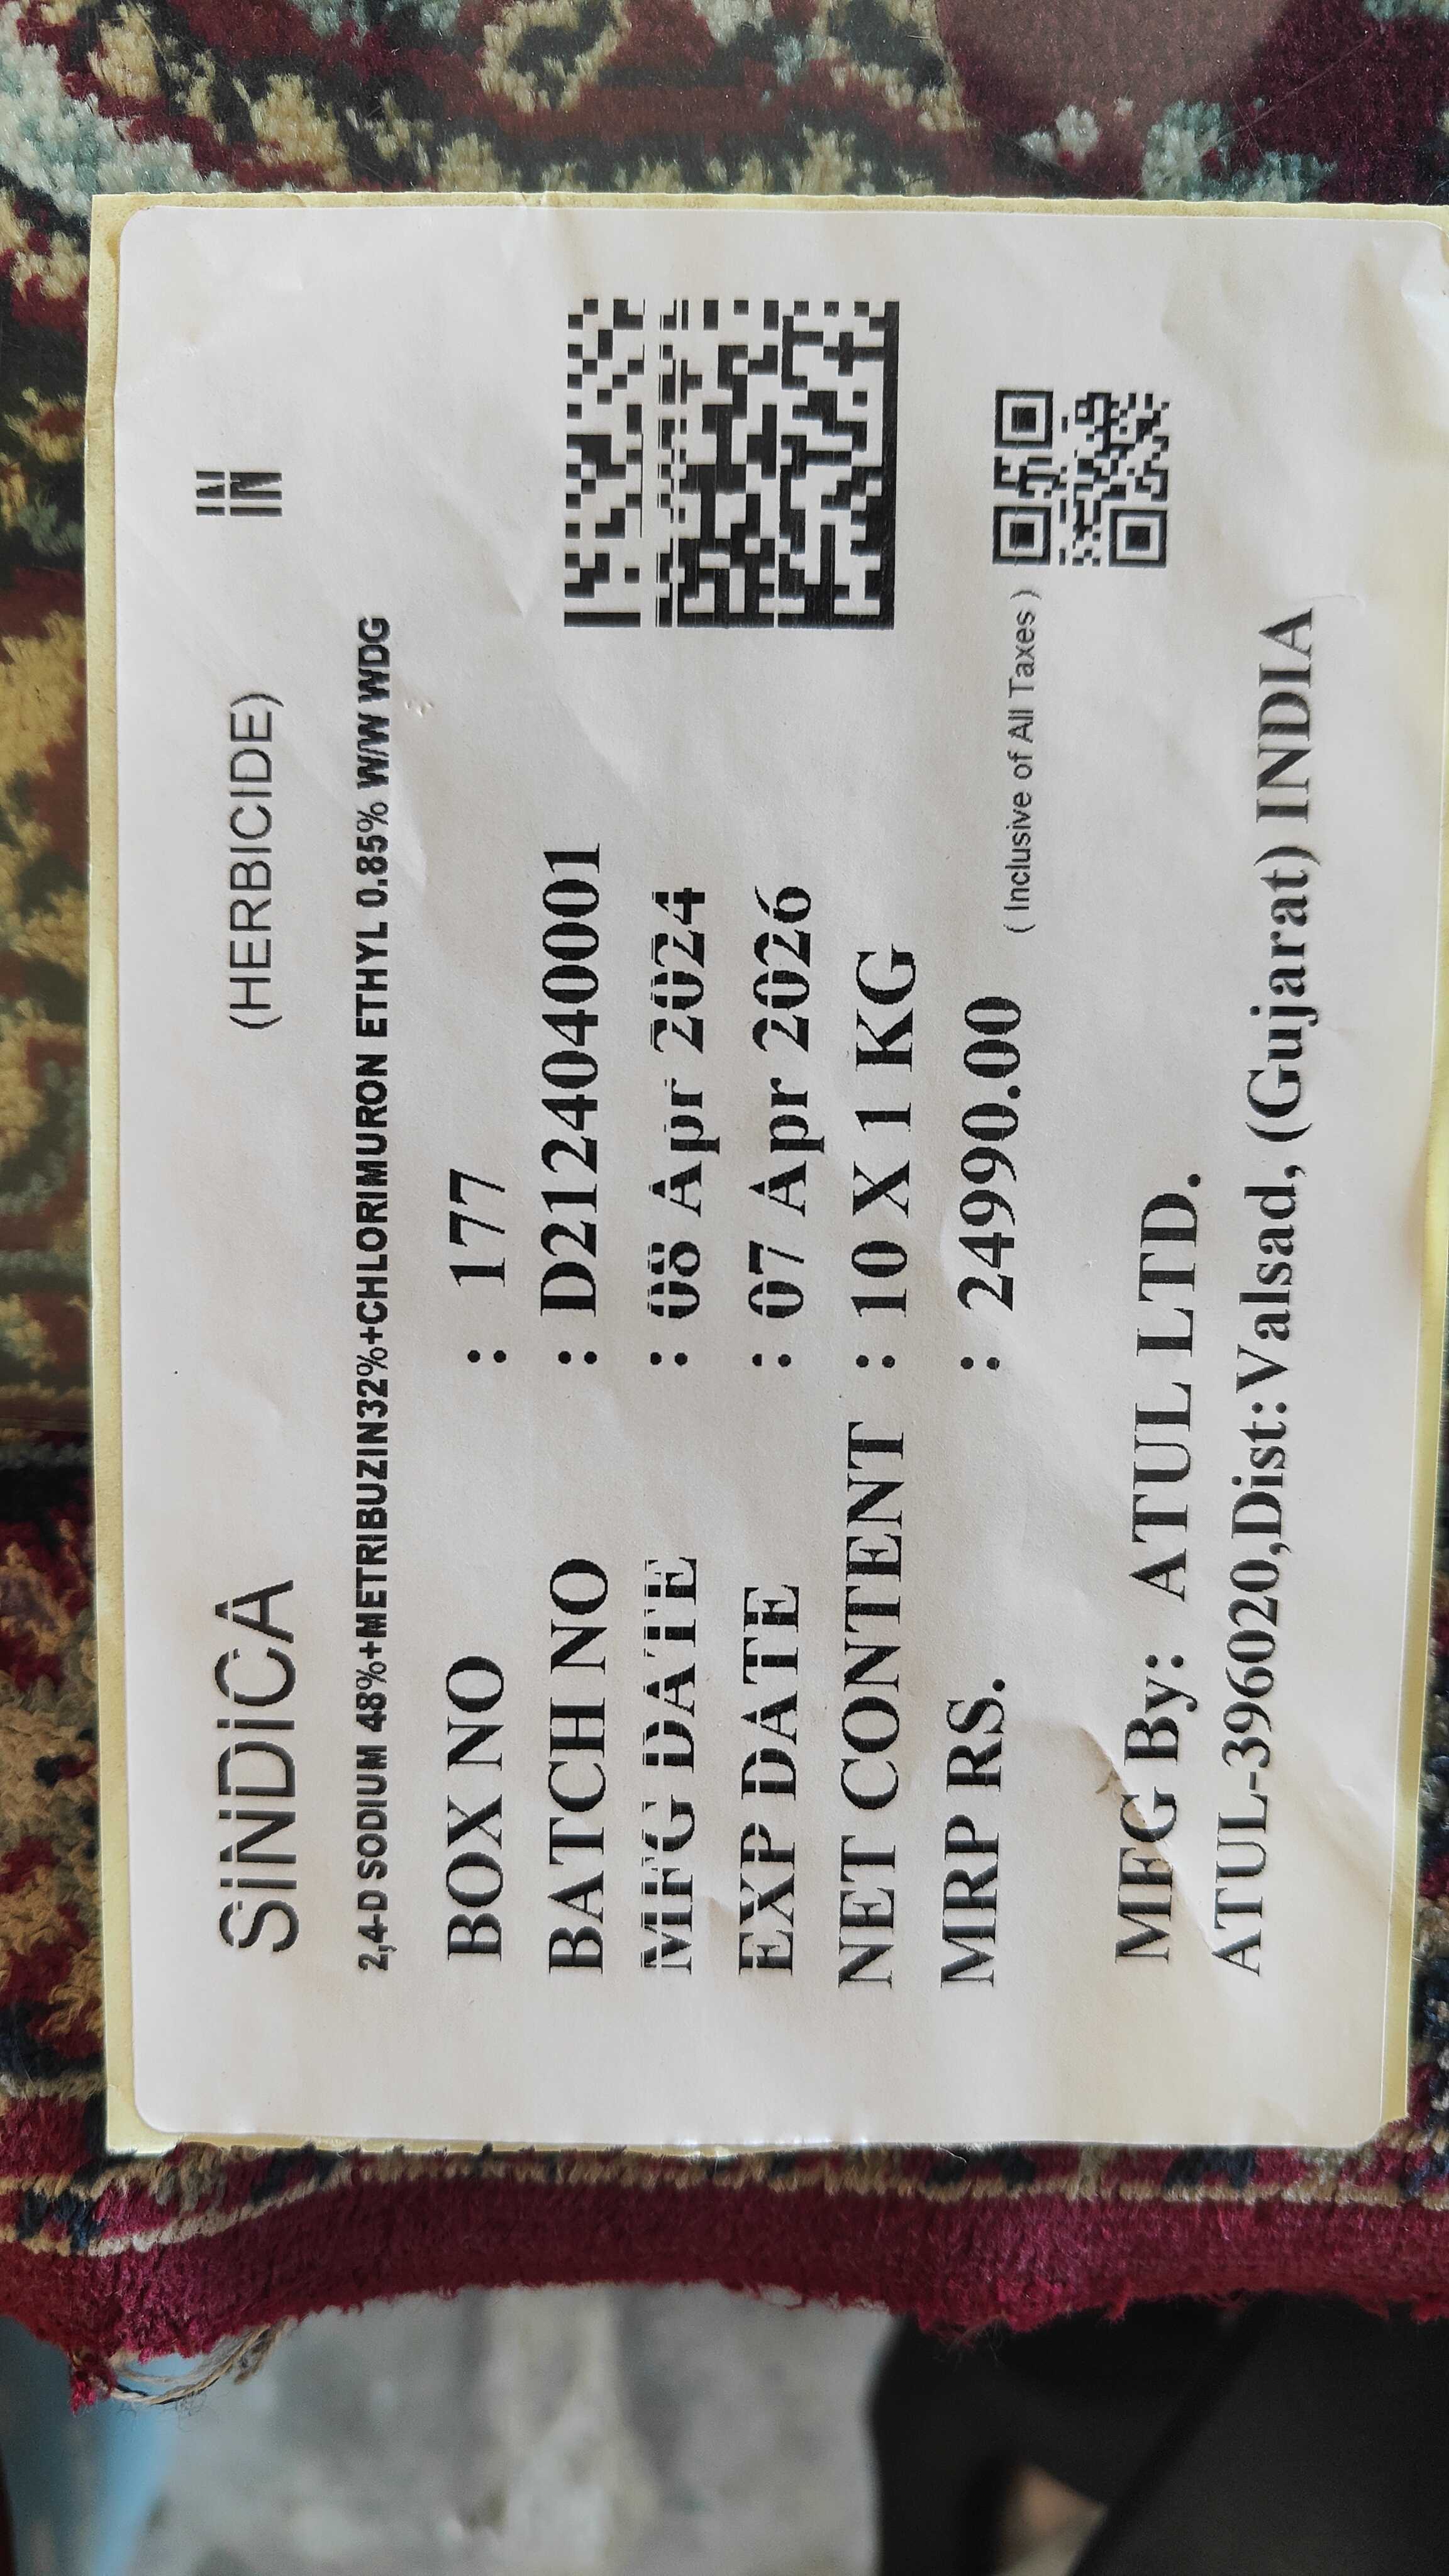 SiNDiCA (HERBICIDE) IN
2,4-D SODIUM 48%+METRIBUZIN32%+CHLORIMURON ETHYL 0.85% W/W WDG
BOX NO : 177
BATCH NO : D2124040001
MFG DATE : 08 Apr 2024
EXP DATE : 07 Apr 2026
NET CONTENT : 10 X 1 KG
MRP RS. : 24990.00 ( Inclusive of All Taxes )
MFG By: ATUL LTD.
ATUL-396020,Dist:Valsad, (Gujarat) INDIA